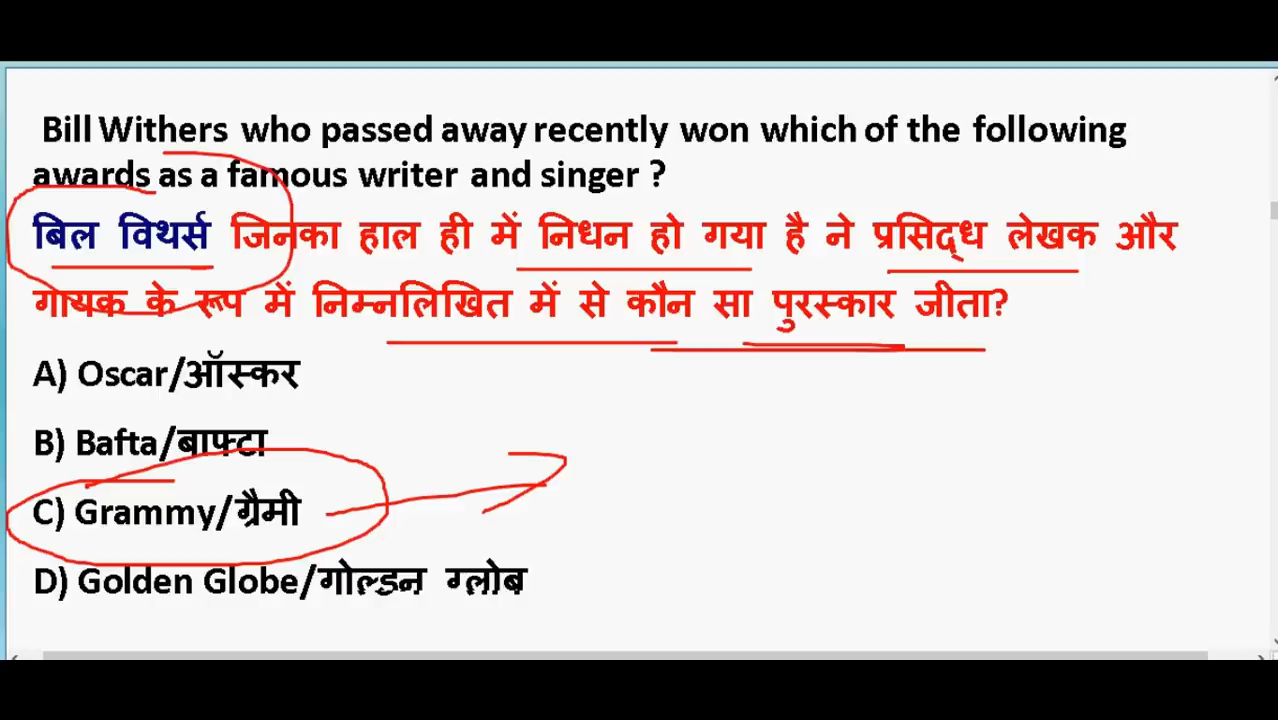 Bill Withers who passed away recently won which of the following
awards as a famous writer and singer ?
बिल विथर्स जिनका हाल ही में निधन हो गया है ने प्रसिद्ध लेखक और
गायक के रूप में निम्नलिखित में से कौन सा पुरस्कार जीता?
A) Oscar/ऑस्कर
B) Bafta/बाफ्टा
C) Grammy/ग्रैमी
D) Golden Globe/गोल्डन ग्लोब